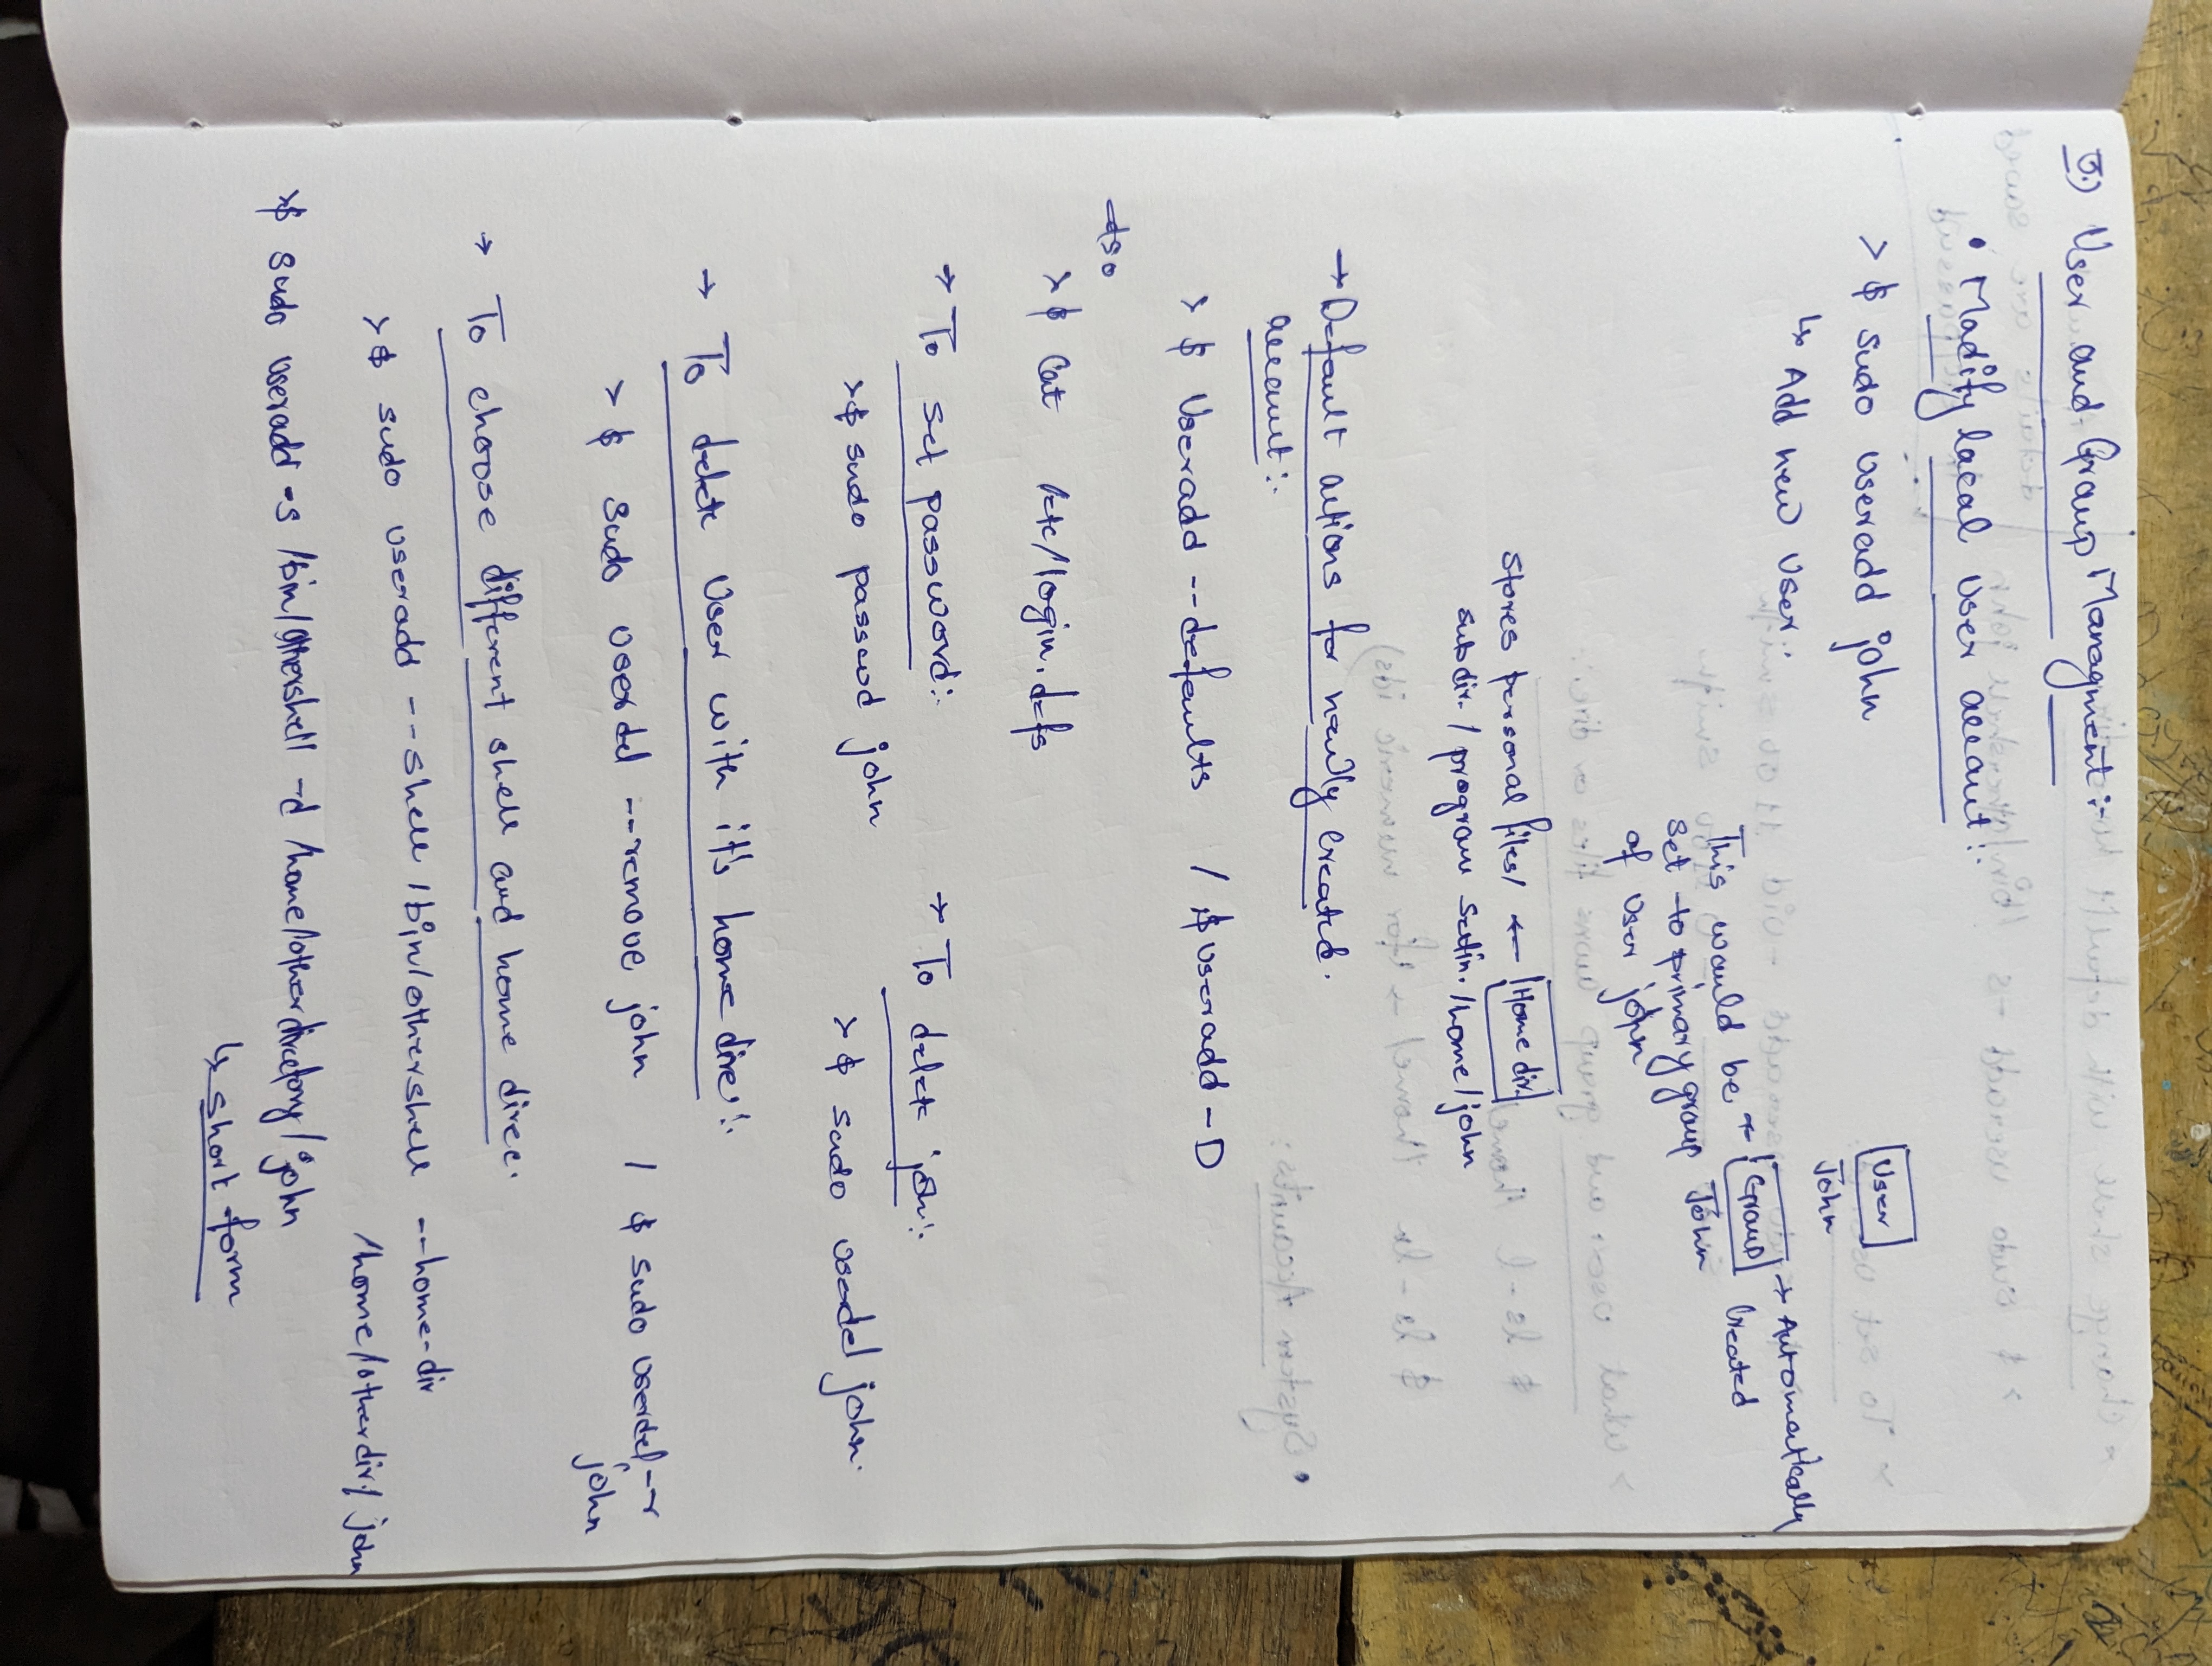 User and Group Managment:-
• Modify local user account:-
> $ sudo useradd john
↳ Add new user:-
User
John
Group → Automatically
John created
This would be ←
set to primary group
of user john
Stores personal files/ ← Home dir.
subdir./program settin. /home/john
→ Default actions for newly created
account:-
> $ useradd --defaults / $ useradd -D
> $ cat /etc/login.defs
→ To set password:-
> $ sudo passwd john
→ To delete john:-
> $ sudo userdel john.
→ To delete user with it's home dire:-
> $ sudo userdel --remove john / $ sudo userdel -r
john
→ To choose different shell and home direc.
> $ sudo useradd --shell /bin/othershell --home-dir
/home/otherdir/john
> $ sudo useradd -s /bin/othershell -d /home/otherdirectory/john
↳ short form